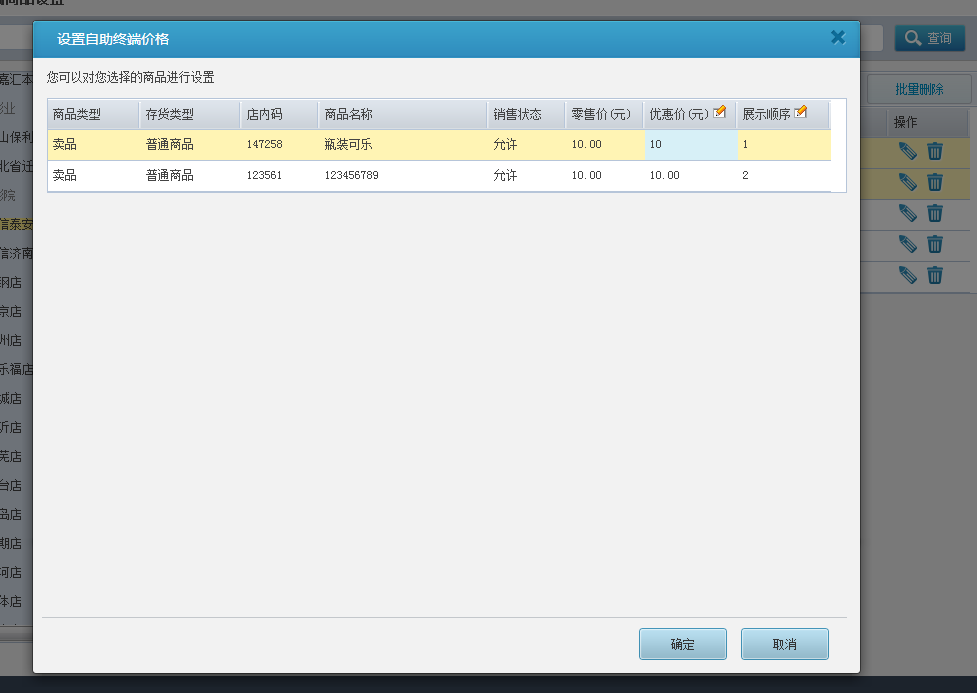 设置自助终端价格
查询
您可以对您选择的商品进行设置
批量删除
商品类型 存货类型 店内码 商品名称 销售状态 零售价(元) 优惠价(元) 展示顺序
操作
卖品 普通商品 147258 瓶装可乐 允许 10.00 10 1
卖品 普通商品 123561 123456789 允许 10.00 10.00 2
嘉汇本
山保利
北省迁
信泰安
信济南
京店
州店
乐福店
城店
沂店
芜店
台店
岛店
期店
河店
体店
确定 取消